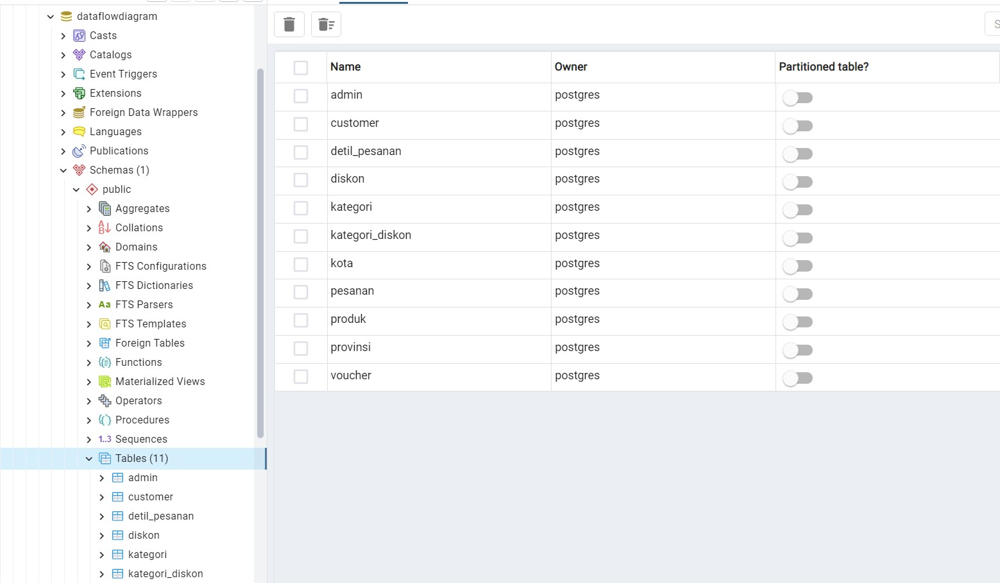 dataflowdiagram
Casts
Catalogs
Event Triggers
Extensions
Foreign Data Wrappers
Languages
Publications
Schemas (1)
public
Aggregates
Collations
Domains
FTS Configurations
FTS Dictionaries
Aa FTS Parsers
FTS Templates
Foreign Tables
Functions
Materialized Views
Operators
Procedures
1..3 Sequences
Tables (11)
admin
customer
detil_pesanan
diskon
kategori
kategori_diskon
Name Owner Partitioned table?
admin postgres
customer postgres
detil_pesanan postgres
diskon postgres
kategori postgres
kategori_diskon postgres
kota postgres
pesanan postgres
produk postgres
provinsi postgres
voucher postgres